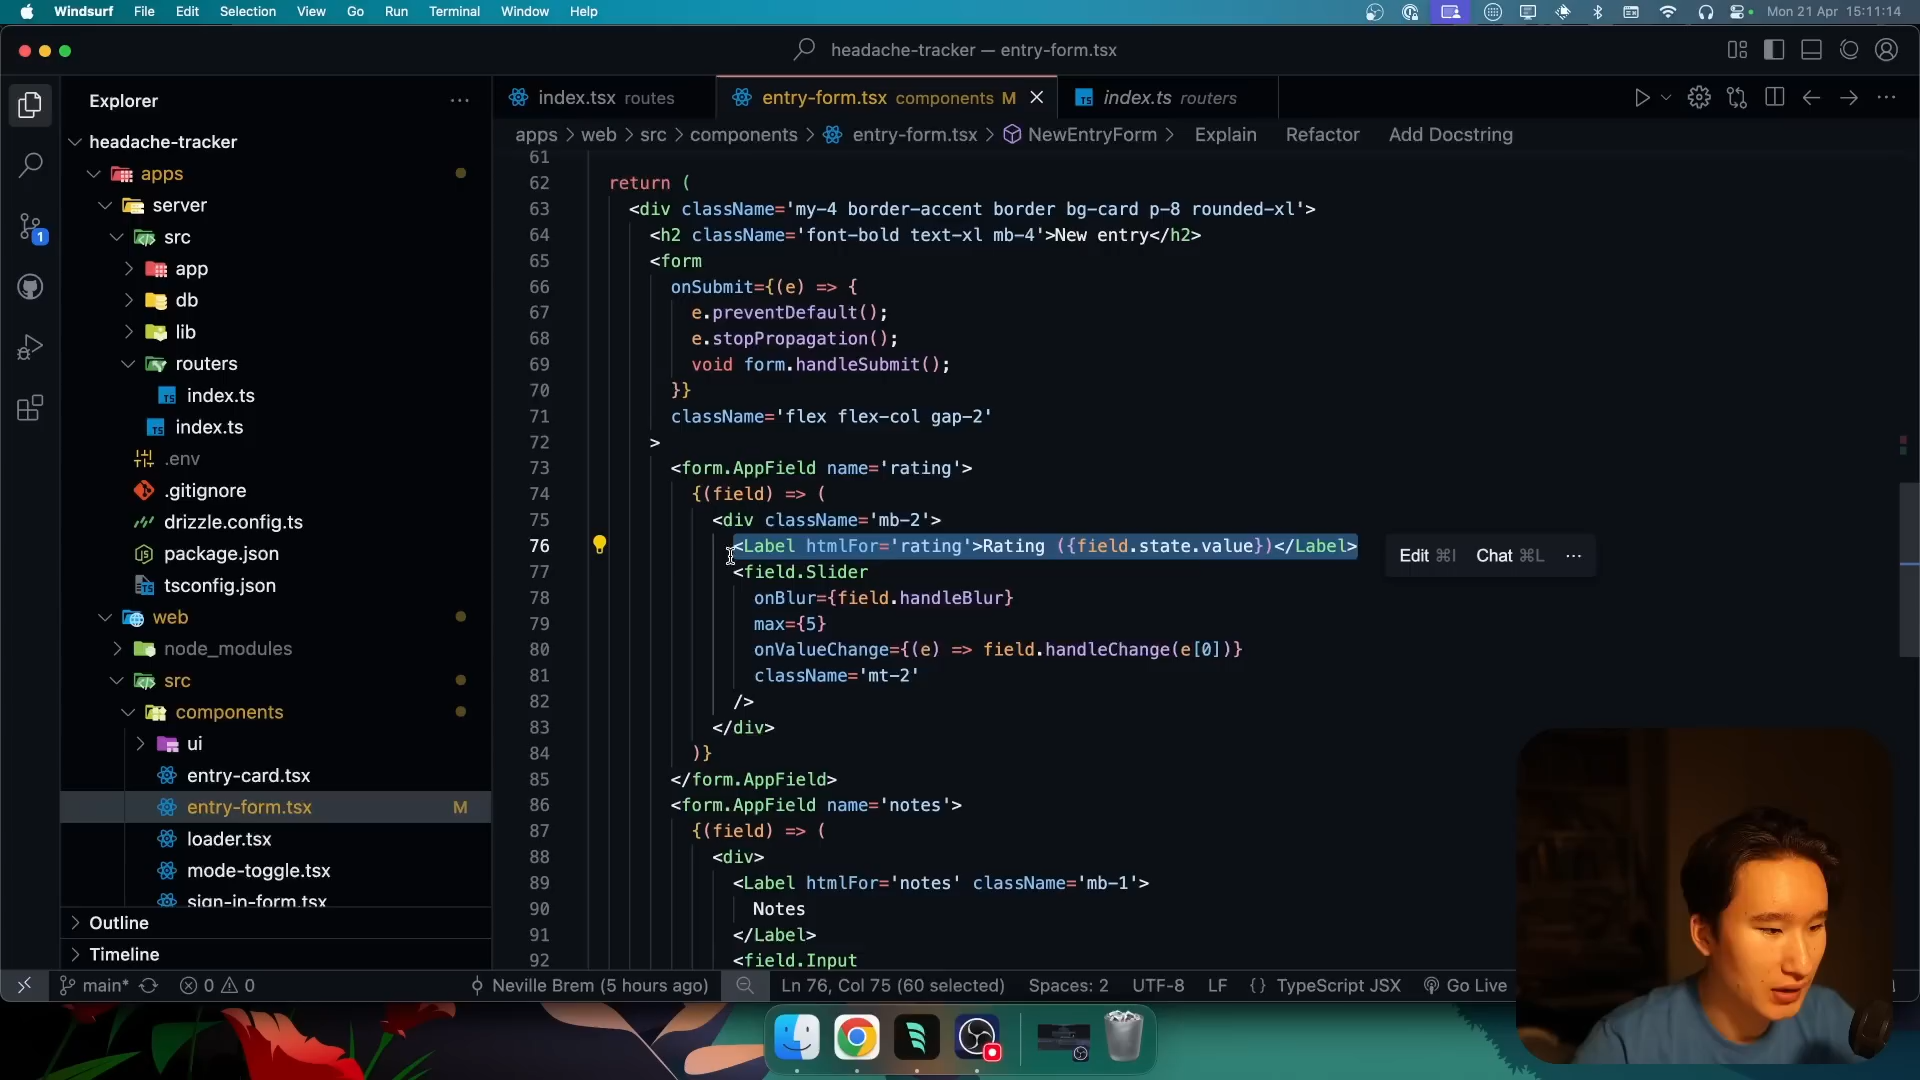 Windsurf File Edit Selection View Go Run Terminal Window Help Mon 21 Apr 15:11:14
headache-tracker — entry-form.tsx
Explorer
index.tsx routes entry-form.tsx components M index.ts routers
apps > web > src > components > entry-form.tsx > NewEntryForm > Explain Refactor Add Docstring
headache-tracker
apps
server
src
app
db
lib
routers
index.ts
index.ts
.env
.gitignore
drizzle.config.ts
package.json
tsconfig.json
web
node_modules
src
components
ui
entry-card.tsx
entry-form.tsx M
loader.tsx
mode-toggle.tsx
sign-in-form.tsx
Outline
Timeline
1
61
62 return (
63 <div className='my-4 border-accent border bg-card p-8 rounded-xl'>
64 <h2 className='font-bold text-xl mb-4'>New entry</h2>
65 <form
66 onSubmit={(e) => {
67 e.preventDefault();
68 e.stopPropagation();
69 void form.handleSubmit();
70 }}
71 className='flex flex-col gap-2'
72 >
73 <form.AppField name='rating'>
74 {(field) => (
75 <div className='mb-2'>
76 <Label htmlFor='rating'>Rating ({field.state.value})</Label>
Edit ⌘I Chat ⌘L ···
77 <field.Slider
78 onBlur={field.handleBlur}
79 max={5}
80 onValueChange={(e) => field.handleChange(e[0])}
81 className='mt-2'
82 />
83 </div>
84 )}
85 </form.AppField>
86 <form.AppField name='notes'>
87 {(field) => (
88 <div>
89 <Label htmlFor='notes' className='mb-1'>
90 Notes
91 </Label>
92 <field.Input
main* 0 0 Neville Brem (5 hours ago) Ln 76, Col 75 (60 selected) Spaces: 2 UTF-8 LF {} TypeScript JSX Go Live